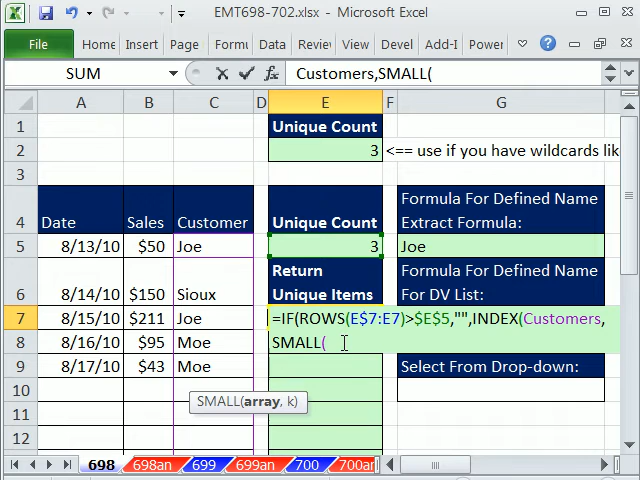 EMT698-702.xlsx - Microsoft Excel
File Home Insert Page Formu Data Review View Devel Add-I Power
SUM Customers,SMALL(
A B C D E F G
1 Unique Count
2 3 <== use if you have wildcards lik
3
4 Date Sales Customer Unique Count Formula For Defined Name Extract Formula:
5 8/13/10 $50 Joe 3 Joe
6 8/14/10 $150 Sioux Return Unique Items Formula For Defined Name For DV List:
7 8/15/10 $211 Joe =IF(ROWS(E$7:E7)>$E$5,"",INDEX(Customers,
8 8/16/10 $95 Moe SMALL(
9 8/17/10 $43 Moe Select From Drop-down:
10
SMALL(array, k)
11
12
698 698an 699 699an 700 700an